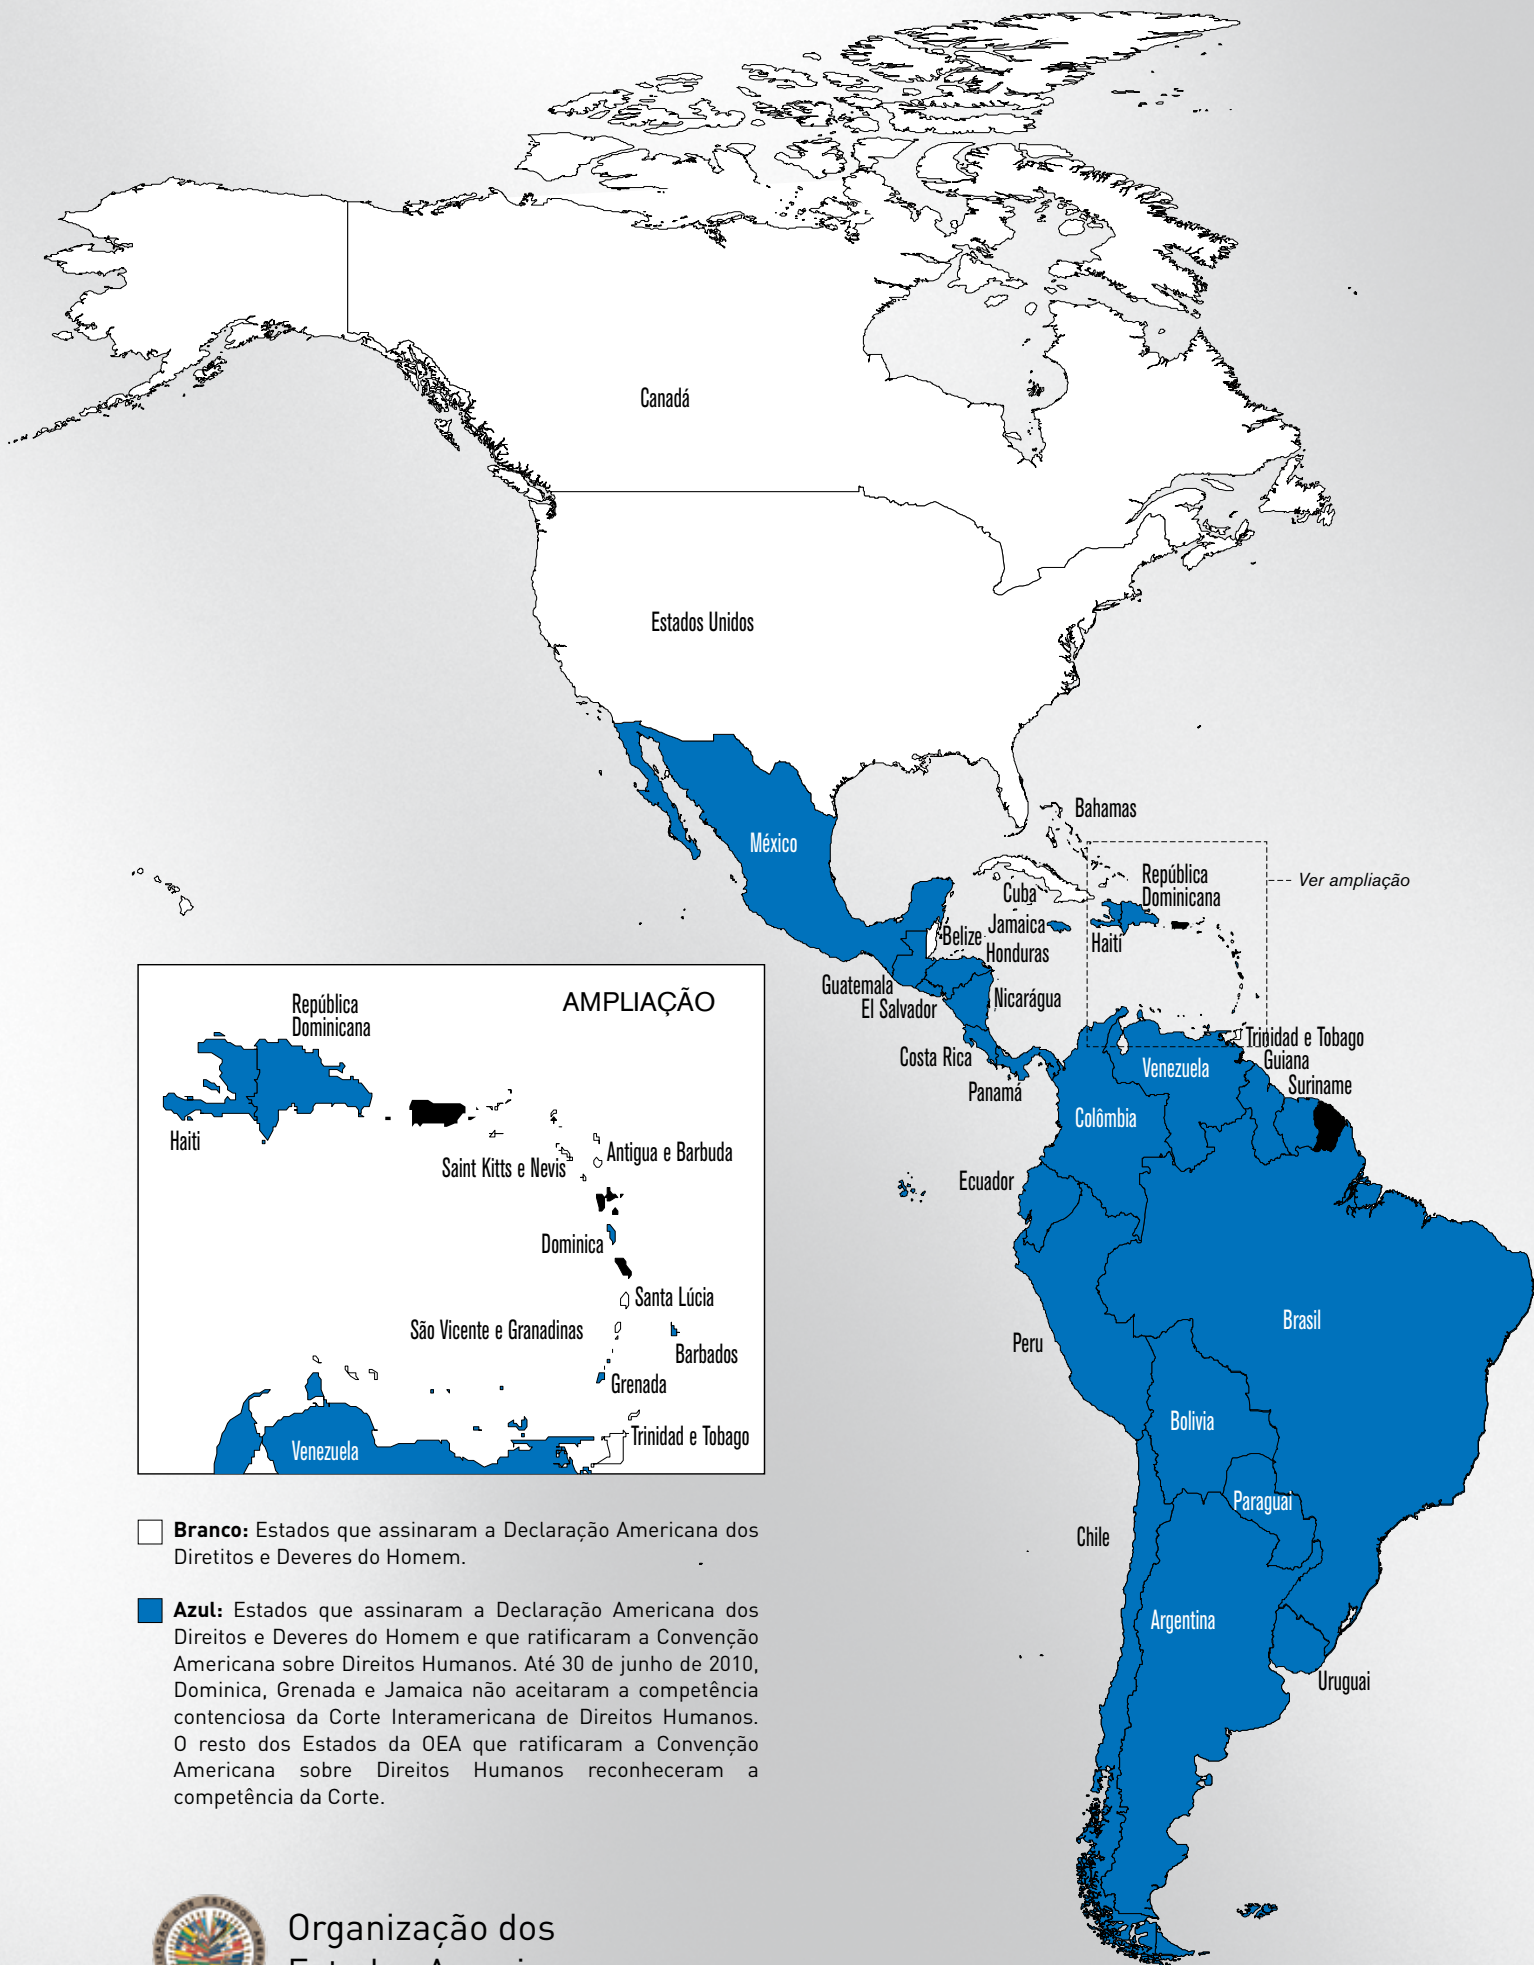 Canadá
Estados Unidos
México
Bahamas
Ver ampliação
República
Dominicana
Cuba
Jamaica
Haiti
Belize
Honduras
Guatemala
El Salvador
Nicarágua
Costa Rica
Panamá
Trinidad e Tobago
Guiana
Suriname
Venezuela
Colômbia
Ecuador
Peru
Brasil
Bolivia
Paraguai
Chile
Argentina
Uruguai
AMPLIAÇÃO
República
Dominicana
Haiti
Saint Kitts e Nevis
Antigua e Barbuda
Dominica
Santa Lúcia
São Vicente e Granadinas
Barbados
Grenada
Trinidad e Tobago
Venezuela
Branco: Estados que assinaram a Declaração Americana dos
Diretitos e Deveres do Homem.
Azul: Estados que assinaram a Declaração Americana dos
Direitos e Deveres do Homem e que ratificaram a Convenção
Americana sobre Direitos Humanos. Até 30 de junho de 2010,
Dominica, Grenada e Jamaica não aceitaram a competência
contenciosa da Corte Interamericana de Direitos Humanos.
O resto dos Estados da OEA que ratificaram a Convenção
Americana sobre Direitos Humanos reconheceram a
competência da Corte.
Organização dos